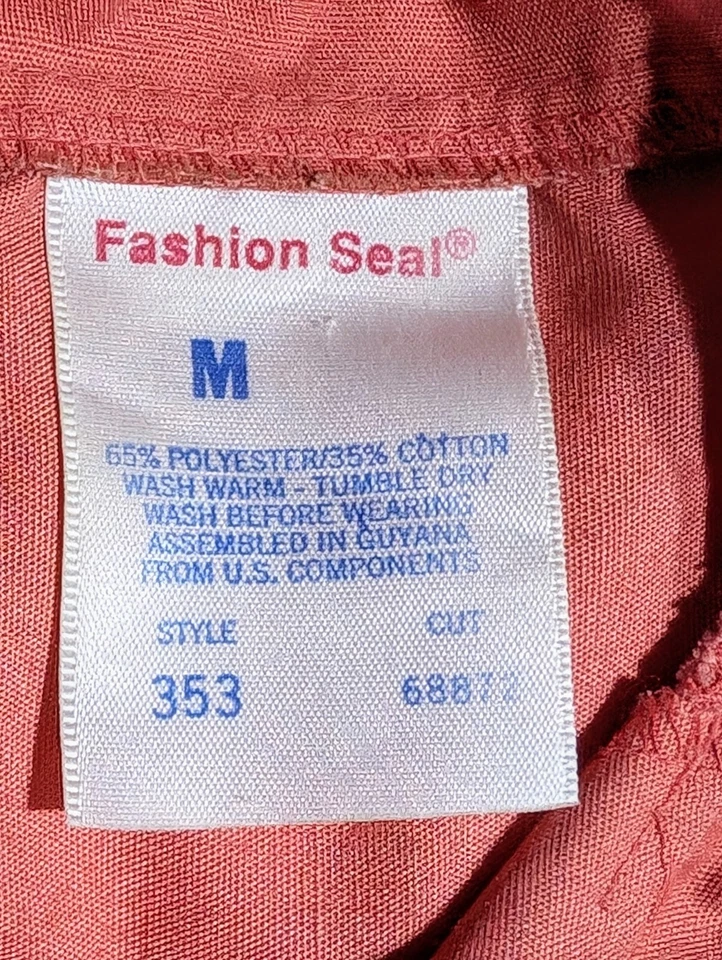 Fashion Seal®
M
65% POLYESTER/35% COTTON
WASH WARM - TUMBLE DRY
WASH BEFORE WEARING
ASSEMBLED IN GUYANA
FROM U.S. COMPONENTS
STYLE CUT
353 68872